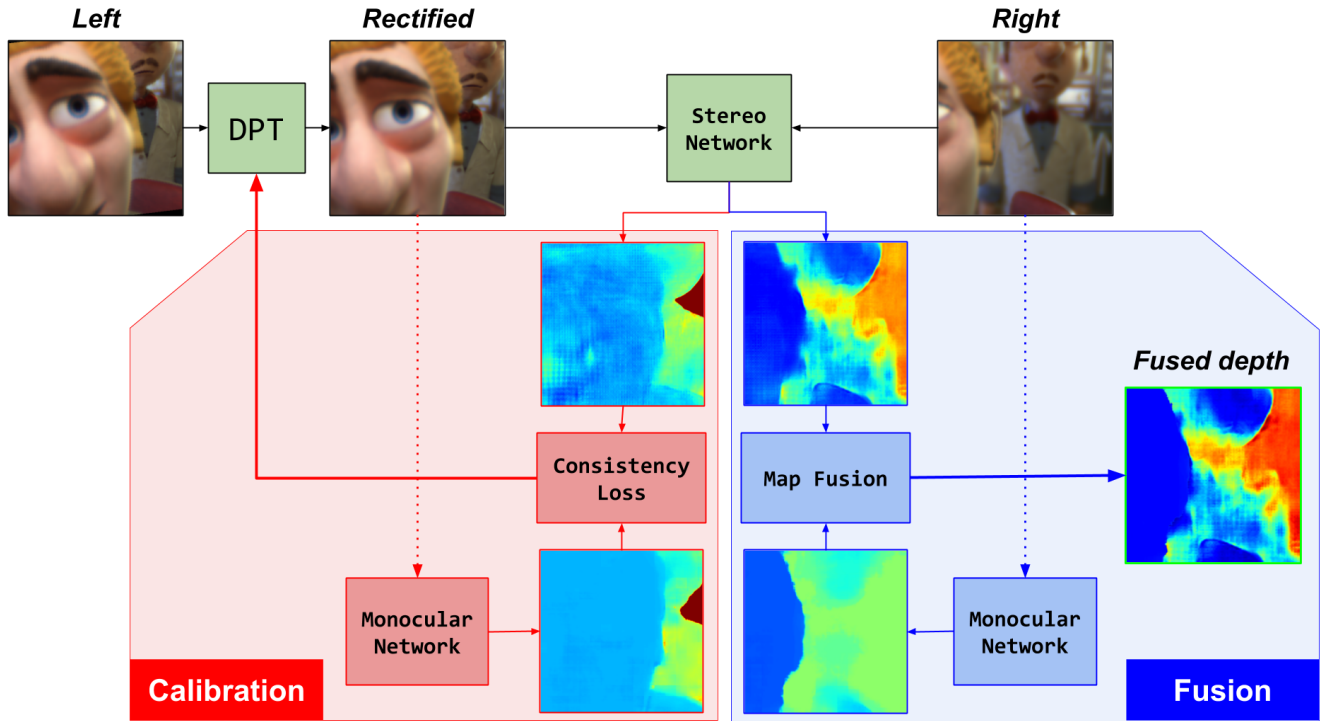 Left
Rectified
Right
DPT
Stereo
Network
Fused depth
Consistency
Loss
Map Fusion
Monocular
Network
Monocular
Network
Calibration
Fusion